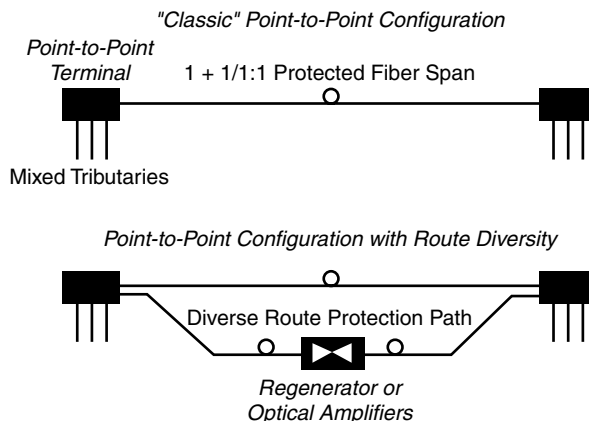 "Classic" Point-to-Point Configuration
Point-to-Point
Terminal
1 + 1/1:1 Protected Fiber Span
Mixed Tributaries
Point-to-Point Configuration with Route Diversity
Diverse Route Protection Path
Regenerator or
Optical Amplifiers